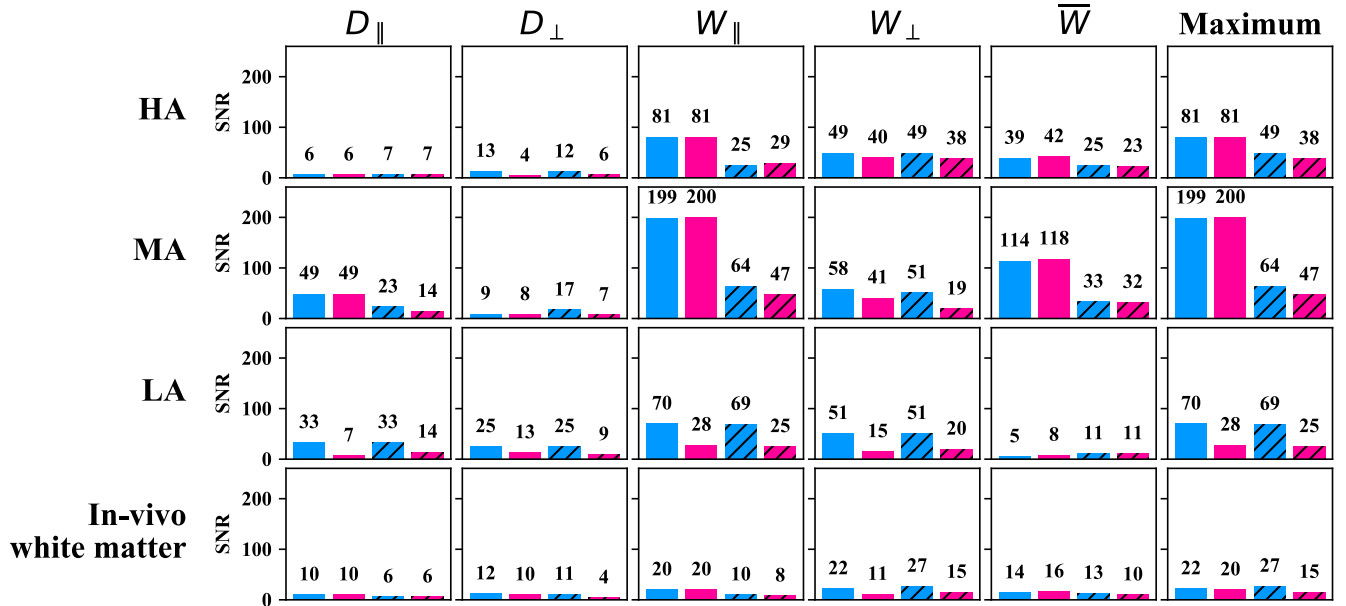 D∥ D⊥ W∥ W⊥ W̅ Maximum
HA
SNR
200
100
0
6 6 7 7
13 4 12 6
81 81 25 29
49 40 49 38
39 42 25 23
81 81 49 38
MA
SNR
200
100
0
49 49 23 14
9 8 17 7
199 200 64 47
58 41 51 19
114 118 33 32
199 200 64 47
LA
SNR
200
100
0
33 7 33 14
25 13 25 9
70 28 69 25
51 15 51 20
5 8 11 11
70 28 69 25
In-vivo
white matter
SNR
200
100
0
10 10 6 6
12 10 11 4
20 20 10 8
22 11 27 15
14 16 13 10
22 20 27 15